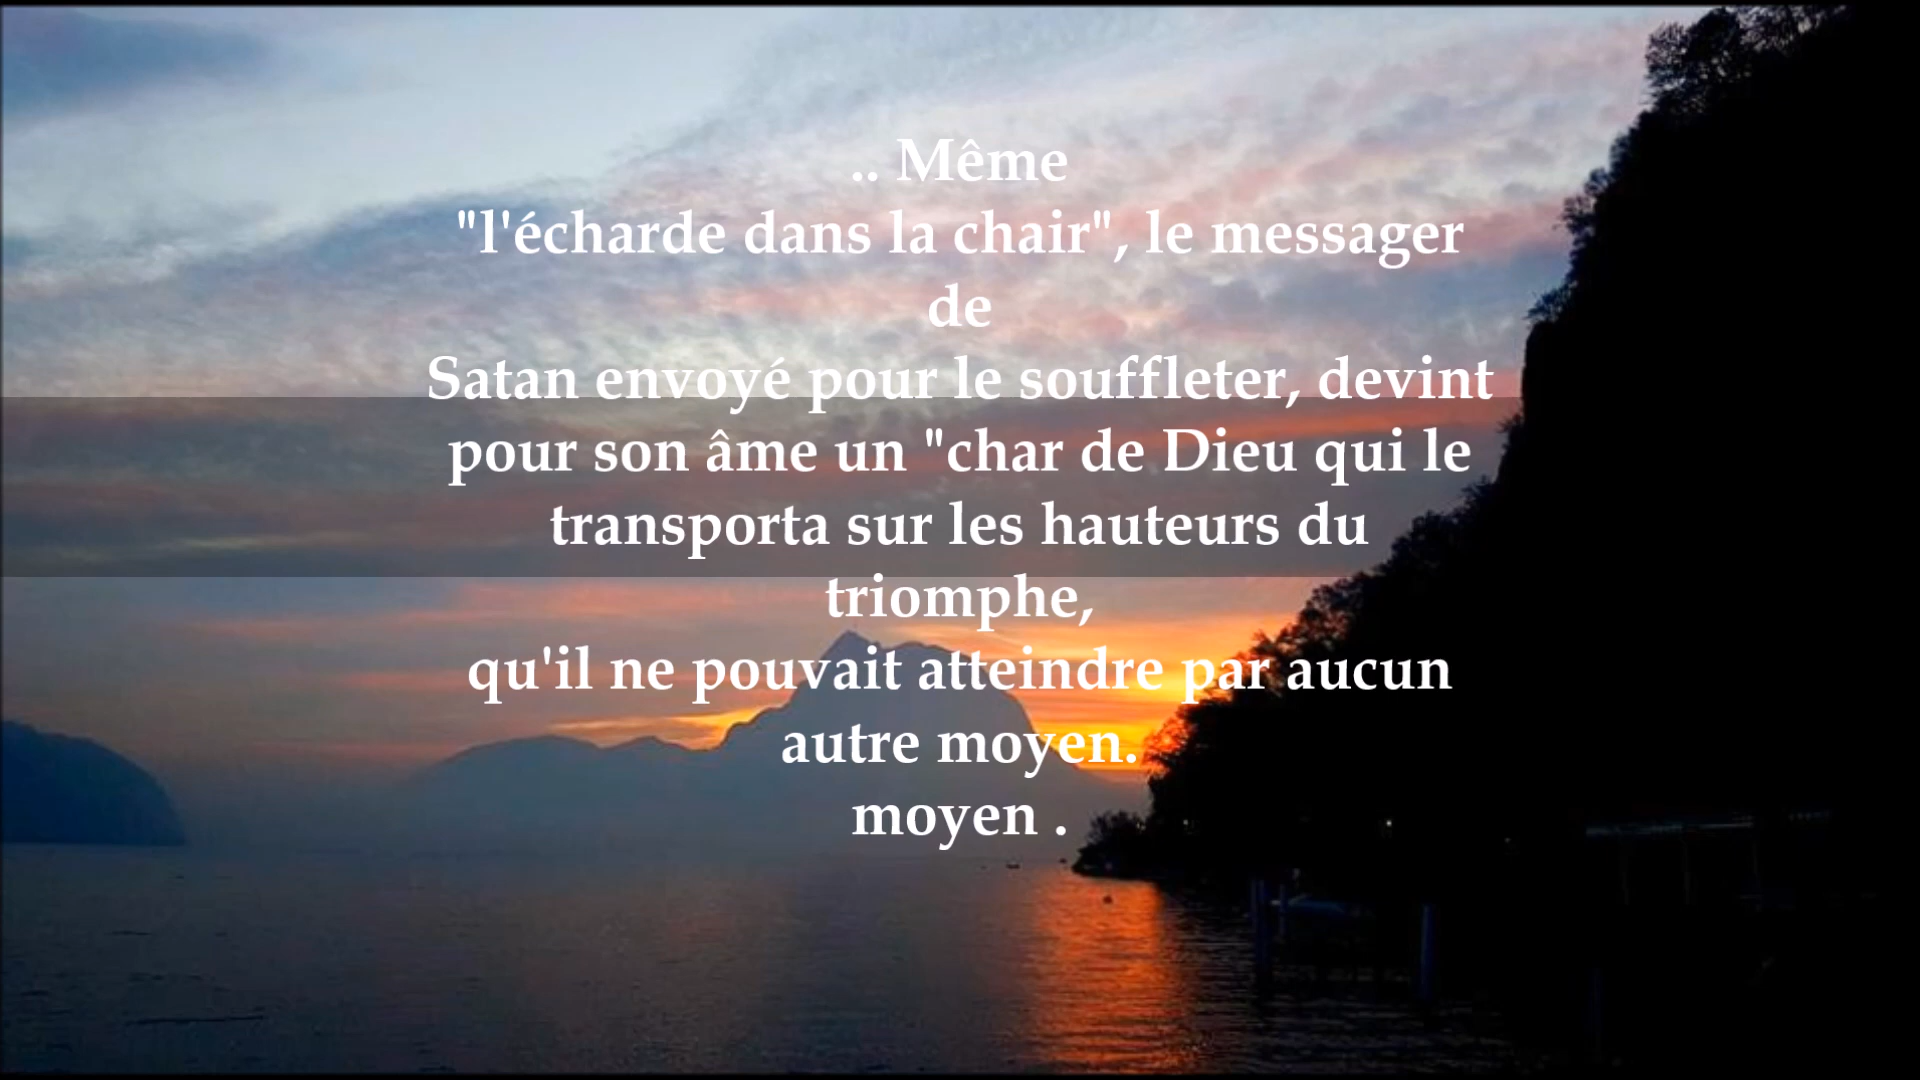 .. Même
"l'écharde dans la chair", le messager
de
Satan envoyé pour le souffleter, devint
pour son âme un "char de Dieu qui le
transporta sur les hauteurs du
triomphe,
qu'il ne pouvait atteindre par aucun
autre moyen.
moyen .